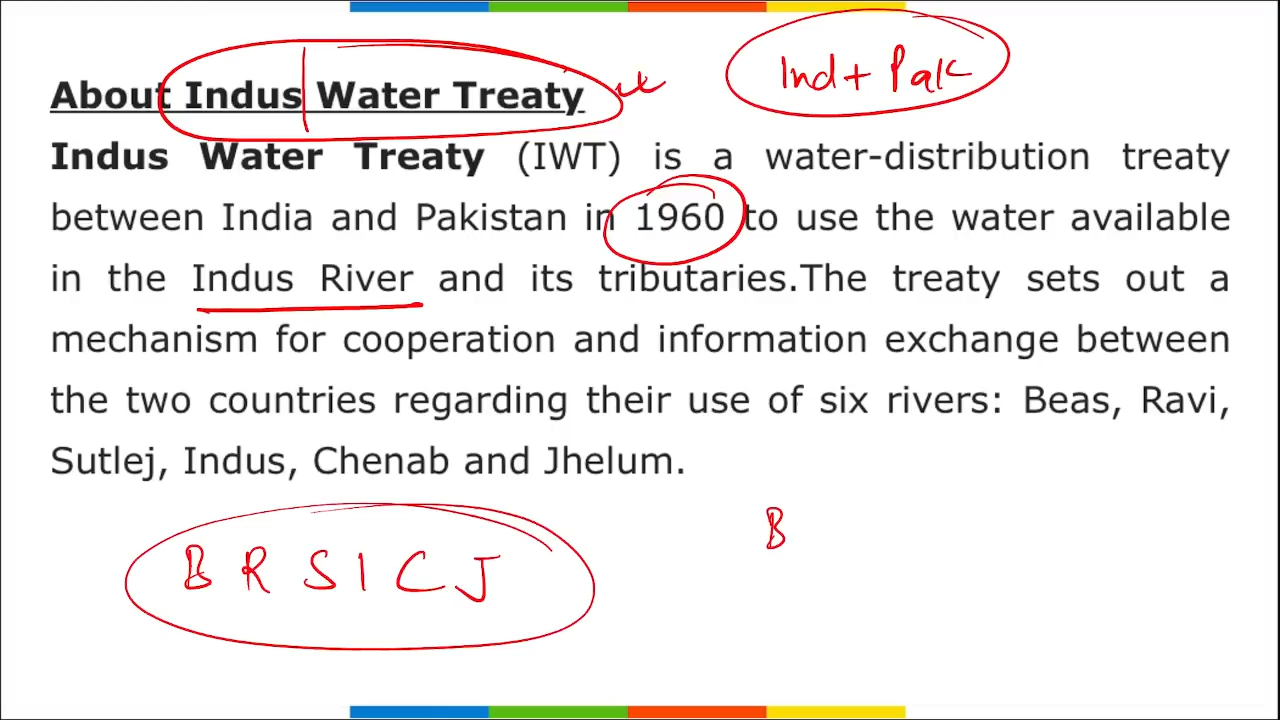 About Indus Water Treaty
Ind + Pak
Indus Water Treaty (IWT) is a water-distribution treaty
between India and Pakistan in 1960 to use the water available
in the Indus River and its tributaries.The treaty sets out a
mechanism for cooperation and information exchange between
the two countries regarding their use of six rivers: Beas, Ravi,
Sutlej, Indus, Chenab and Jhelum.
B
B R S I C J